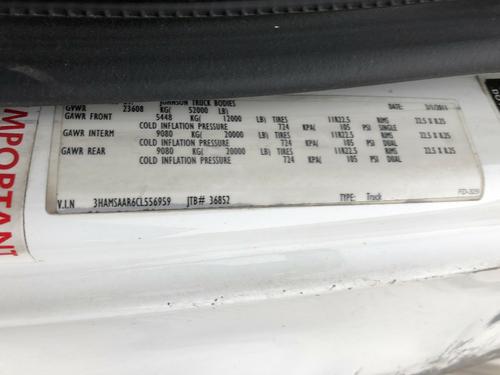 JOHNSON TRUCK BODIES
GVWR 23608 KG( 52000 LB) DATE: 3/1/2011
GAWR FRONT 5448 KG( 12000 LB) TIRES 11R22.5 RIMS 22.5 X 8.25
COLD INFLATION PRESSURE 724 KPA( 105 PSI SINGLE
GAWR INTERM 9080 KG( 20000 LB) TIRES 11R22.5 RIMS 22.5 X 8.25
COLD INFLATION PRESSURE 724 KPA( 105 PSI DUAL
GAWR REAR 9080 KG( 20000 LB) TIRES 11R22.5 RIMS 22.5 X 8.25
COLD INFLATION PRESSURE 724 KPA( 105 PSI DUAL
V.I.N 3HAMSAAR6CL556959 JTB# 36852 TYPE: Truck
MPORTAN